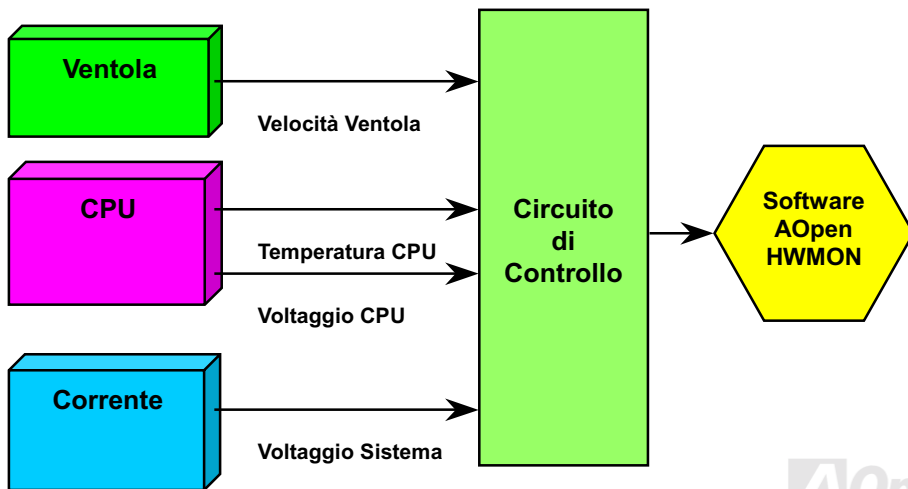 Ventola
Velocità Ventola
CPU
Temperatura CPU
Voltaggio CPU
Corrente
Voltaggio Sistema
Circuito
di
Controllo
Software
AOpen
HWMON